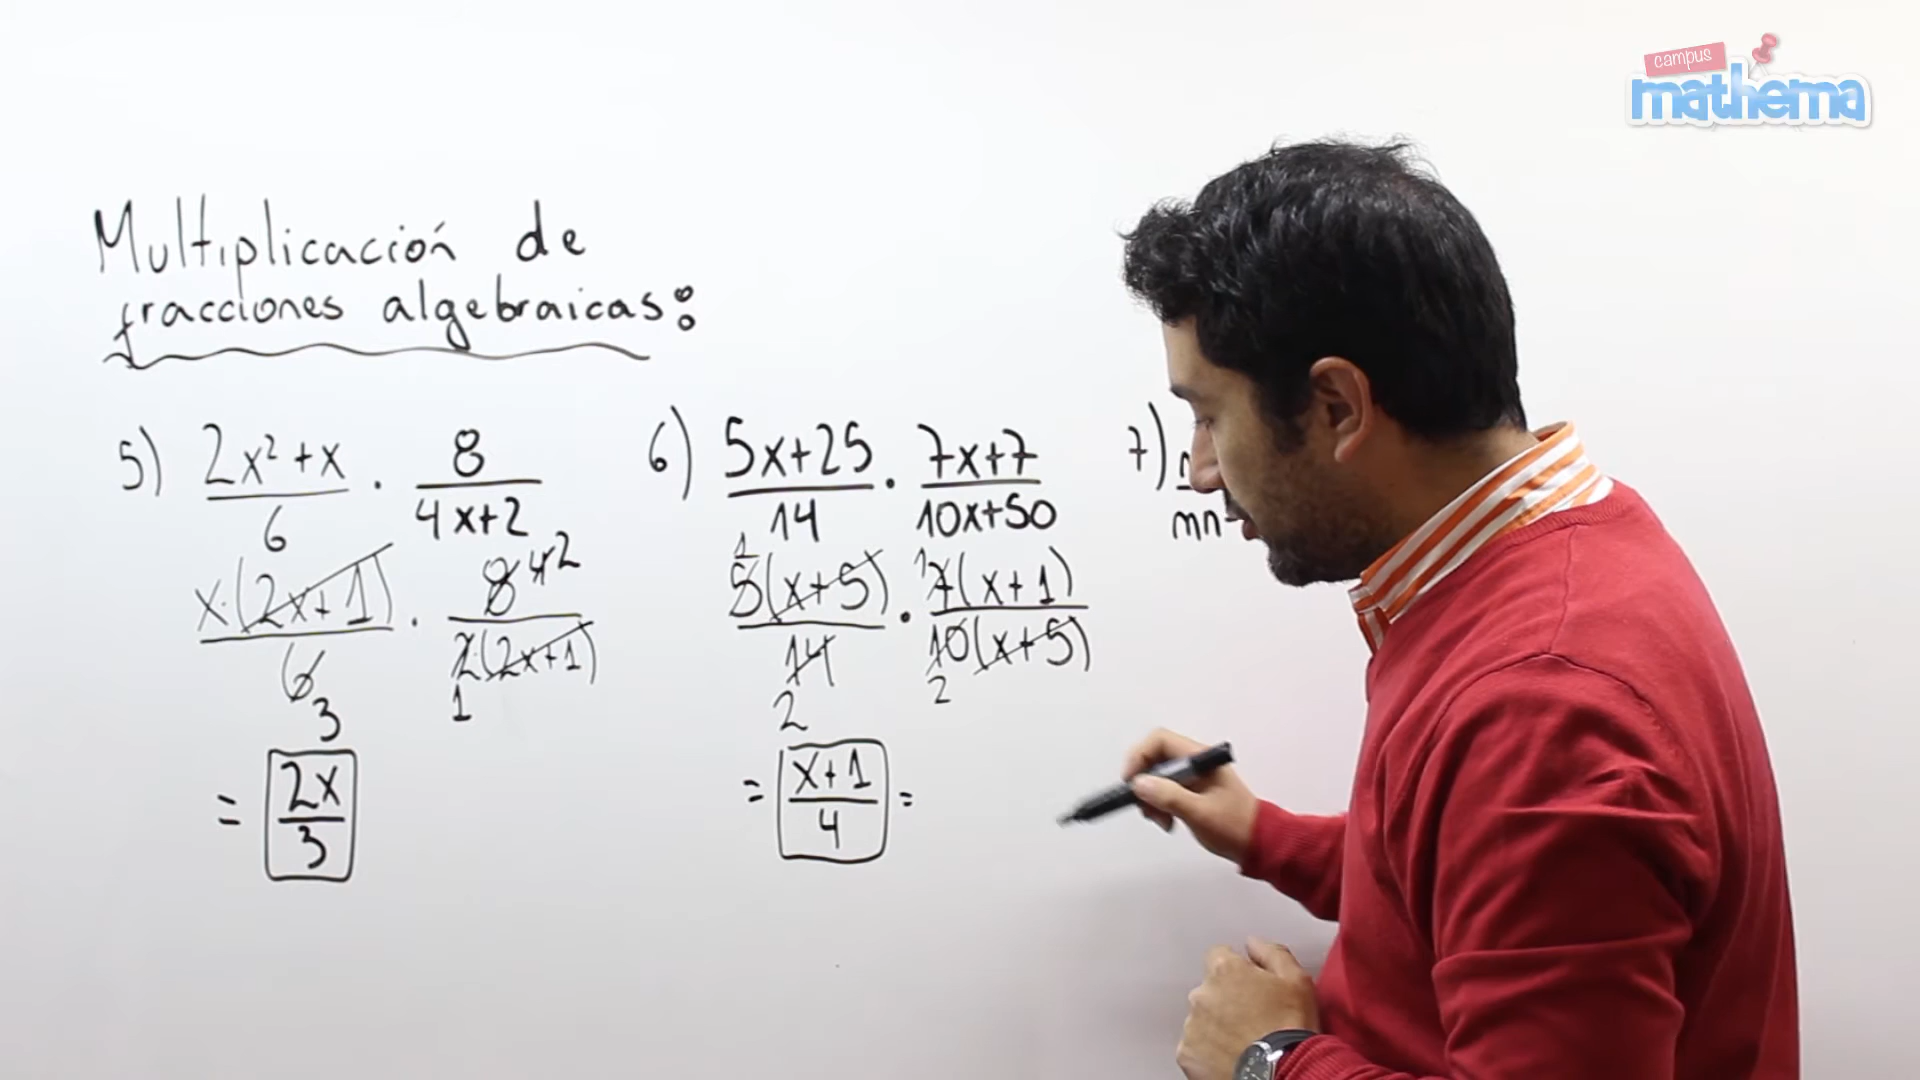 campus
mathema
Multiplicación de
fracciones algebraicas:
5) 2x² + x / 6 · 8 / 4x+2
x·(2x+1) / 6 · 8 4 2 / 2(2x+1)
3 1
= 2x / 3
6) 5x+25 / 14 · 7x+7 / 10x+50
1 5(x+5) / 14 · 1 7(x+1) / 10(x+5)
2 2
= x+1 / 4 =
7)
mn